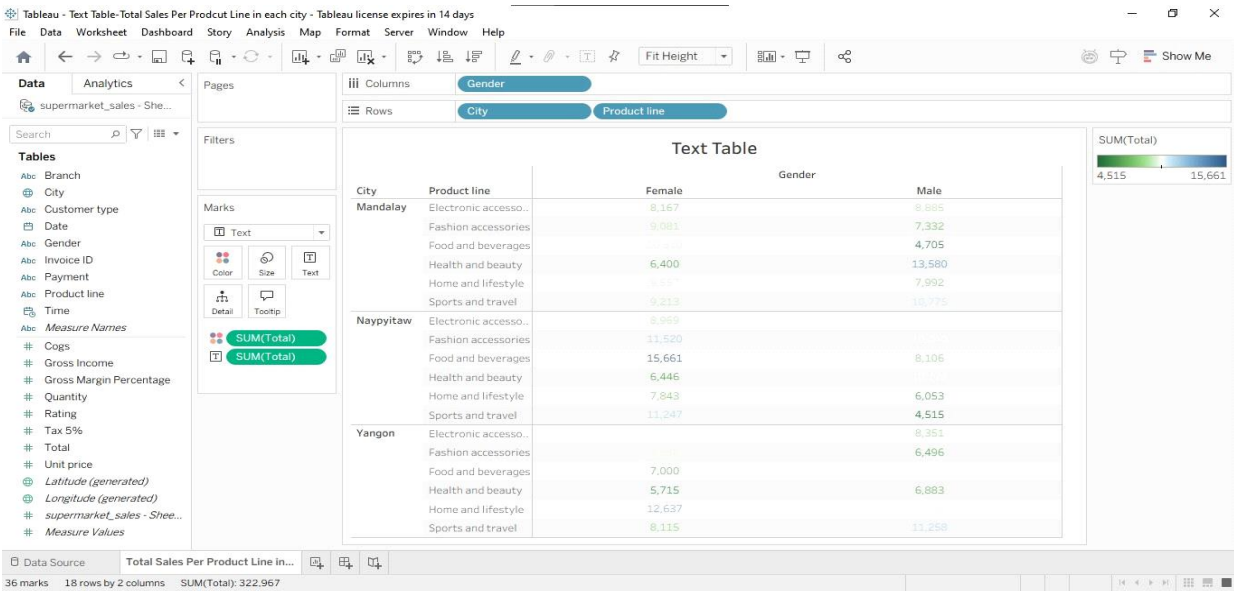 Tableau - Text Table-Total Sales Per Prodcut Line in each city - Tableau license expires in 14 days
File Data Worksheet Dashboard Story Analysis Map Format Server Window Help
Fit Height
Show Me
Data Analytics
supermarket_sales - She...
Search
Tables
Abc Branch
City
Abc Customer type
Date
Abc Gender
Abc Invoice ID
Abc Payment
Abc Product line
Time
Abc Measure Names
# Cogs
# Gross Income
# Gross Margin Percentage
# Quantity
# Rating
# Tax 5%
# Total
# Unit price
Latitude (generated)
Longitude (generated)
# supermarket_sales - Shee...
# Measure Values
Pages
Filters
Marks
T Text
Color Size Text
Detail Tooltip
SUM(Total)
T SUM(Total)
iii Columns Gender
Rows City Product line
Text Table
Gender
City Product line Female Male
Mandalay Electronic accesso.. 8,167
Fashion accessories 9,081 7,332
Food and beverages 4,705
Health and beauty 6,400 13,580
Home and lifestyle 7,992
Sports and travel 9,213 10,775
Naypyitaw Electronic accesso.. 8,969
Fashion accessories 11,520
Food and beverages 15,661 8,106
Health and beauty 6,446
Home and lifestyle 7,843 6,053
Sports and travel 11,247 4,515
Yangon Electronic accesso.. 8,351
Fashion accessories 6,496
Food and beverages 7,000
Health and beauty 5,715 6,883
Home and lifestyle 12,637
Sports and travel 8,115 11,258
SUM(Total)
4,515 15,661
Data Source Total Sales Per Product Line in...
36 marks 18 rows by 2 columns SUM(Total): 322,967